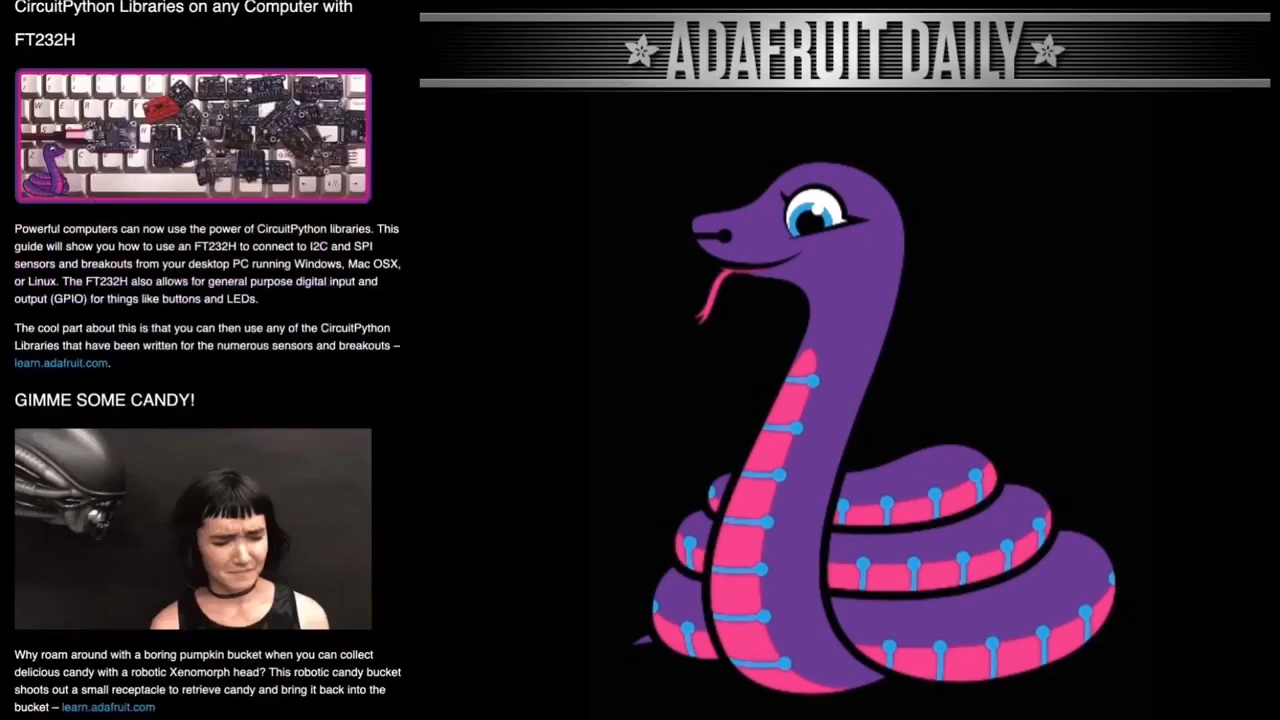 CircuitPython Libraries on any Computer with
FT232H
Powerful computers can now use the power of CircuitPython libraries. This
guide will show you how to use an FT232H to connect to I2C and SPI
sensors and breakouts from your desktop PC running Windows, Mac OSX,
or Linux. The FT232H also allows for general purpose digital input and
output (GPIO) for things like buttons and LEDs.
The cool part about this is that you can then use any of the CircuitPython
Libraries that have been written for the numerous sensors and breakouts –
learn.adafruit.com.
GIMME SOME CANDY!
Why roam around with a boring pumpkin bucket when you can collect
delicious candy with a robotic Xenomorph head? This robotic candy bucket
shoots out a small receptacle to retrieve candy and bring it back into the
bucket – learn.adafruit.com
ADAFRUIT DAILY